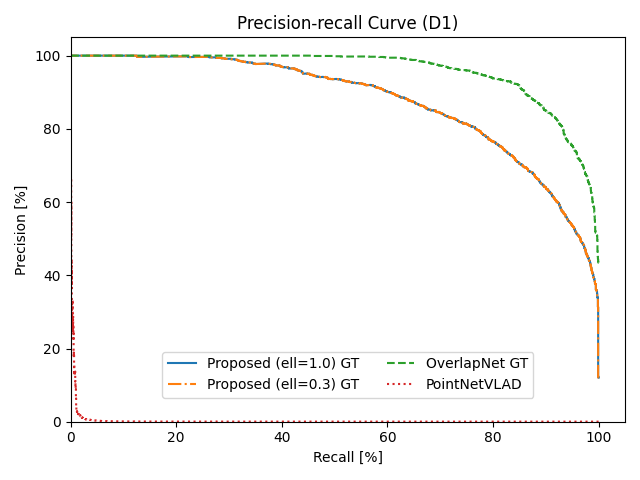 Precision-recall Curve (D1)
Precision [%]
100
80
60
40
20
0
Proposed (ell=1.0) GT
Proposed (ell=0.3) GT
OverlapNet GT
PointNetVLAD
0 20 40 60 80 100
Recall [%]